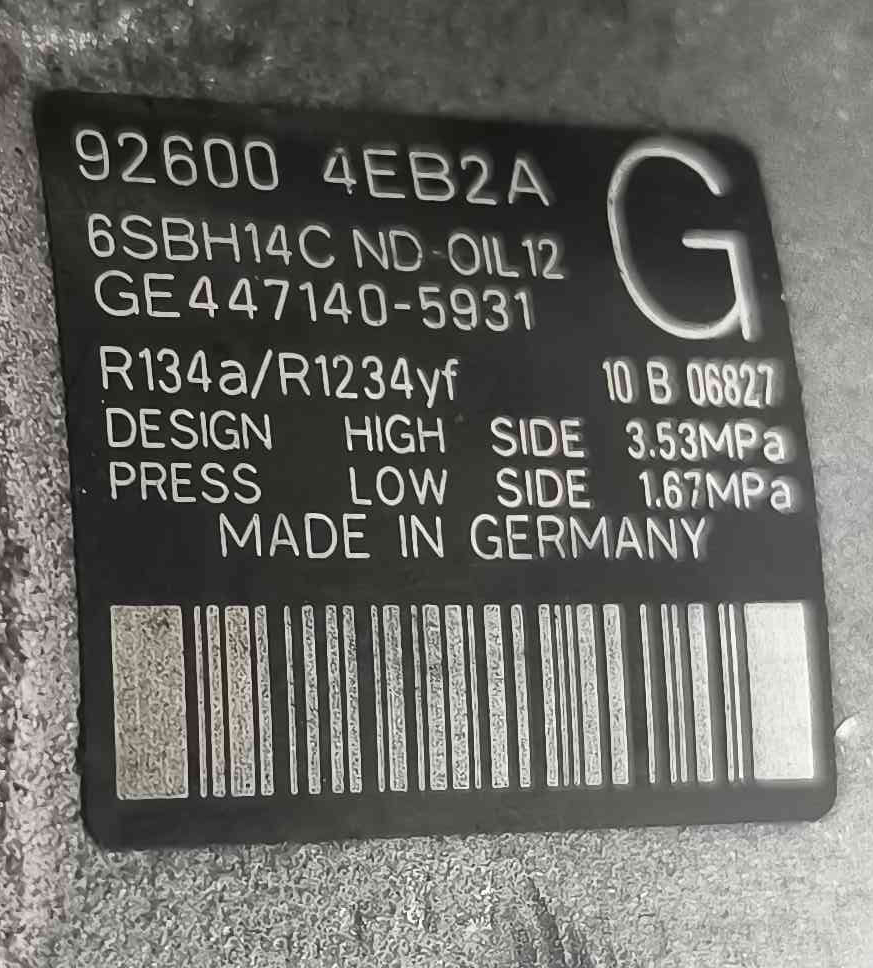 92600 4EB2A G
6SBH14C ND-OIL12
GE447140-5931
R134a/R1234yf 10 B 06827
DESIGN HIGH SIDE 3.53MPa
PRESS LOW SIDE 1.67MPa
MADE IN GERMANY